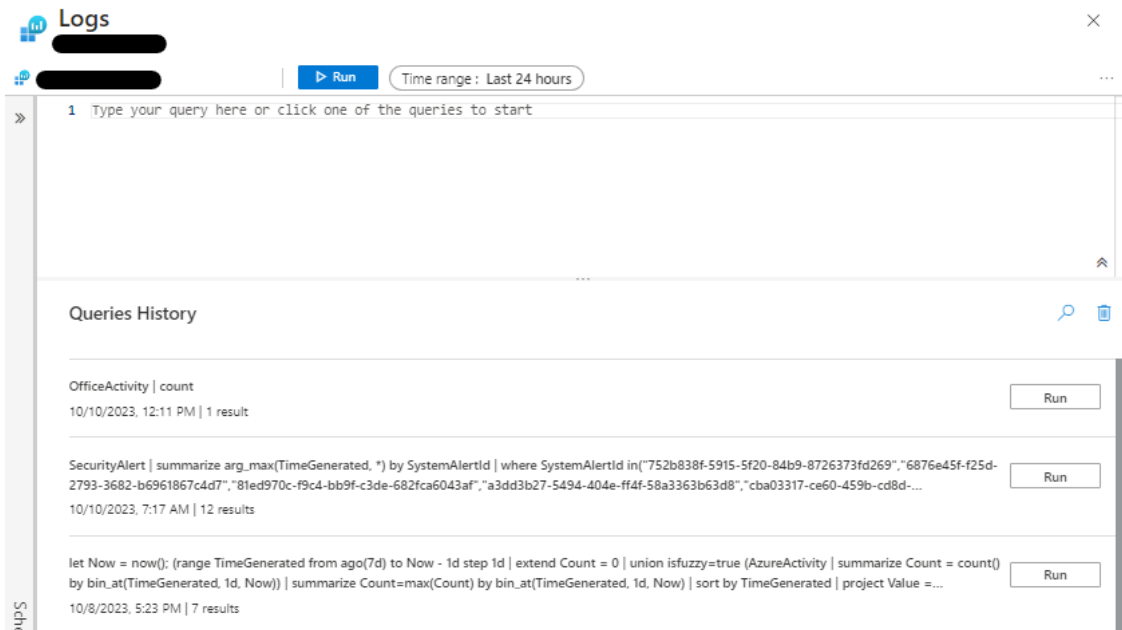 Logs
Run
Time range : Last 24 hours
1 Type your query here or click one of the queries to start
Queries History
OfficeActivity | count
10/10/2023, 12:11 PM | 1 result
Run
SecurityAlert | summarize arg_max(TimeGenerated, *) by SystemAlertId | where SystemAlertId in("752b838f-5915-5f20-84b9-8726373fd269","6876e45f-f25d-
2793-3682-b6961867c4d7","81ed970c-f9c4-bb9f-c3de-682fca6043af","a3dd3b27-5494-404e-ff4f-58a3363b63d8","cba03317-ce60-459b-cd8d-...
10/10/2023, 7:17 AM | 12 results
Run
let Now = now(); (range TimeGenerated from ago(7d) to Now - 1d step 1d | extend Count = 0 | union isfuzzy=true (AzureActivity | summarize Count = count()
by bin_at(TimeGenerated, 1d, Now)) | summarize Count=max(Count) by bin_at(TimeGenerated, 1d, Now) | sort by TimeGenerated | project Value =...
10/8/2023, 5:23 PM | 7 results
Run